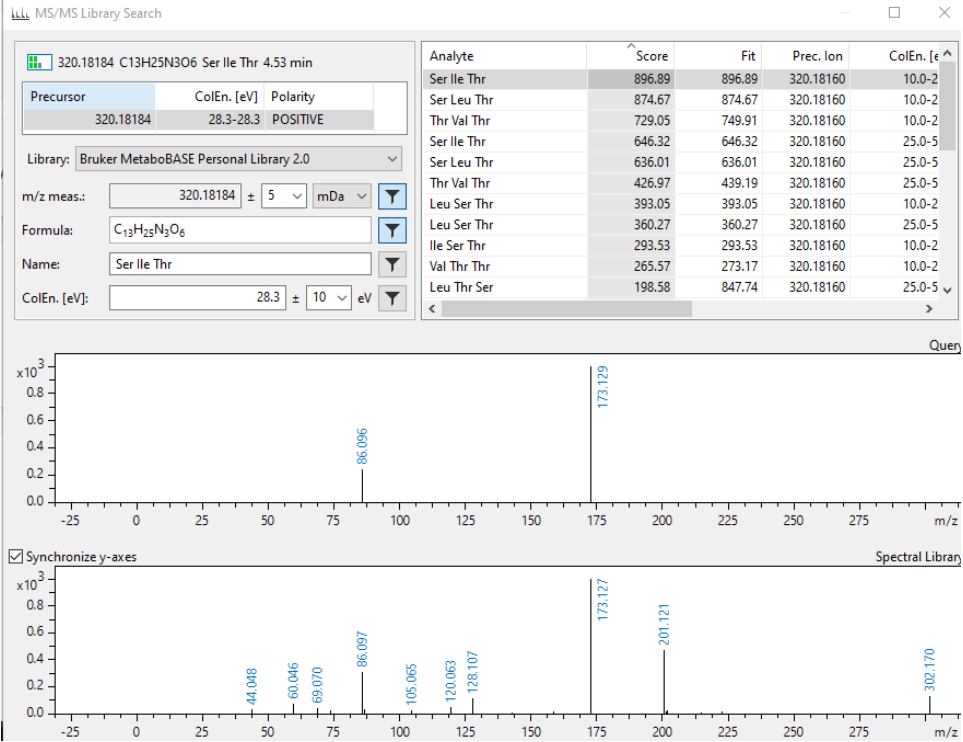 MS/MS Library Search
320.18184 C13H25N3O6 Ser Ile Thr 4.53 min
Precursor ColEn. [eV] Polarity
320.18184 28.3-28.3 POSITIVE
Library: Bruker MetaboBASE Personal Library 2.0
m/z meas.: 320.18184 ± 5 mDa
Formula: C₁₃H₂₅N₃O₆
Name: Ser Ile Thr
ColEn. [eV]: 28.3 ± 10 eV
Analyte Score Fit Prec. Ion ColEn. [e
Ser Ile Thr 896.89 896.89 320.18160 10.0-2
Ser Leu Thr 874.67 874.67 320.18160 10.0-2
Thr Val Thr 729.05 749.91 320.18160 10.0-2
Ser Ile Thr 646.32 646.32 320.18160 25.0-5
Ser Leu Thr 636.01 636.01 320.18160 25.0-5
Thr Val Thr 426.97 439.19 320.18160 25.0-5
Leu Ser Thr 393.05 393.05 320.18160 10.0-2
Leu Ser Thr 360.27 360.27 320.18160 25.0-5
Ile Ser Thr 293.53 293.53 320.18160 10.0-2
Val Thr Thr 265.57 273.17 320.18160 10.0-2
Leu Thr Ser 198.58 847.74 320.18160 25.0-5
Query
x10³
0.8
0.6
0.4
0.2
0.0
86.096
173.129
-25 0 25 50 75 100 125 150 175 200 225 250 275 m/z
Synchronize y-axes Spectral Library
x10³
0.8
0.6
0.4
0.2
0.0
44.048
60.046
69.070
86.097
105.065
120.063
128.107
173.127
201.121
302.170
-25 0 25 50 75 100 125 150 175 200 225 250 275 m/z